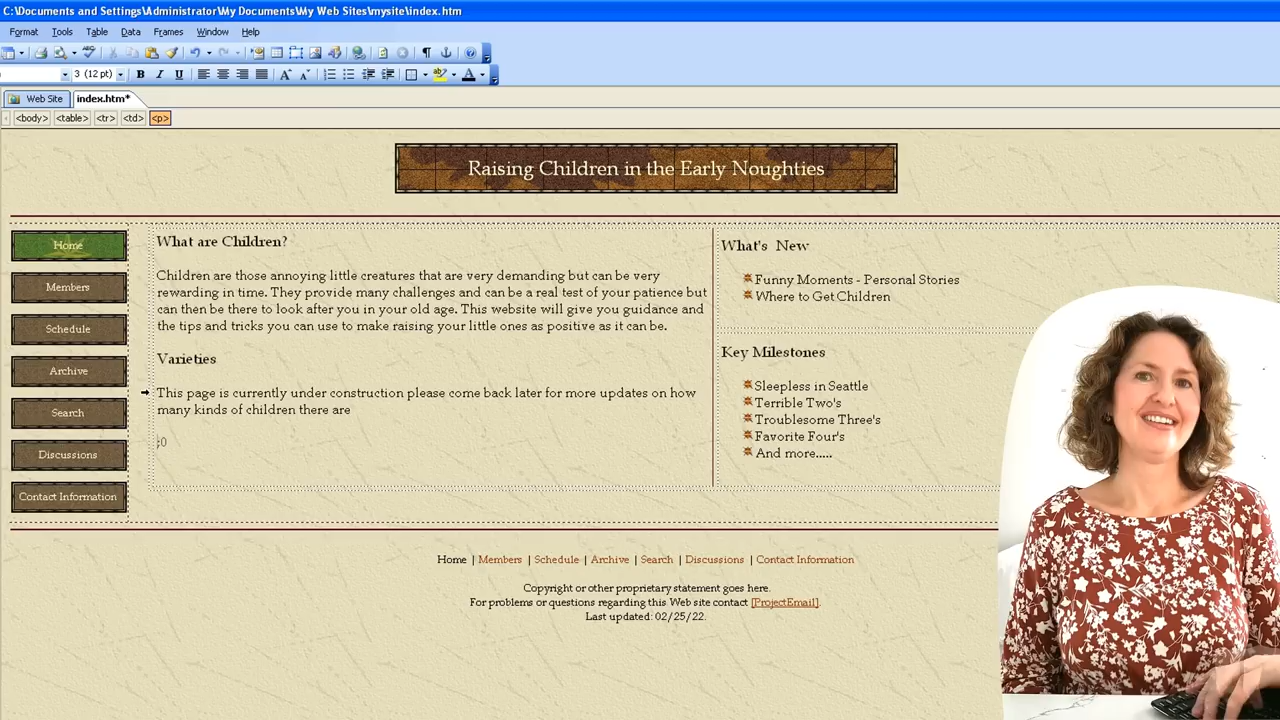 C:\Documents and Settings\Administrator\My Documents\My Web Sites\mysite\index.htm
Format Tools Table Data Frames Window Help
3 (12 pt) B I U A A A
Web Site index.htm*
<body> <table> <tr> <td> <p>
Raising Children in the Early Noughties
Home
Members
Schedule
Archive
Search
Discussions
Contact Information
What are Children?
Children are those annoying little creatures that are very demanding but can be very
rewarding in time. They provide many challenges and can be a real test of your patience but
can then be there to look after you in your old age. This website will give you guidance and
the tips and tricks you can use to make raising your little ones as positive as it can be.
Varieties
This page is currently under construction please come back later for more updates on how
many kinds of children there are
;0
What's New
Funny Moments - Personal Stories
Where to Get Children
Key Milestones
Sleepless in Seattle
Terrible Two's
Troublesome Three's
Favorite Four's
And more.....
Home | Members | Schedule | Archive | Search | Discussions | Contact Information
Copyright or other proprietary statement goes here.
For problems or questions regarding this Web site contact [ProjectEmail].
Last updated: 02/25/22.